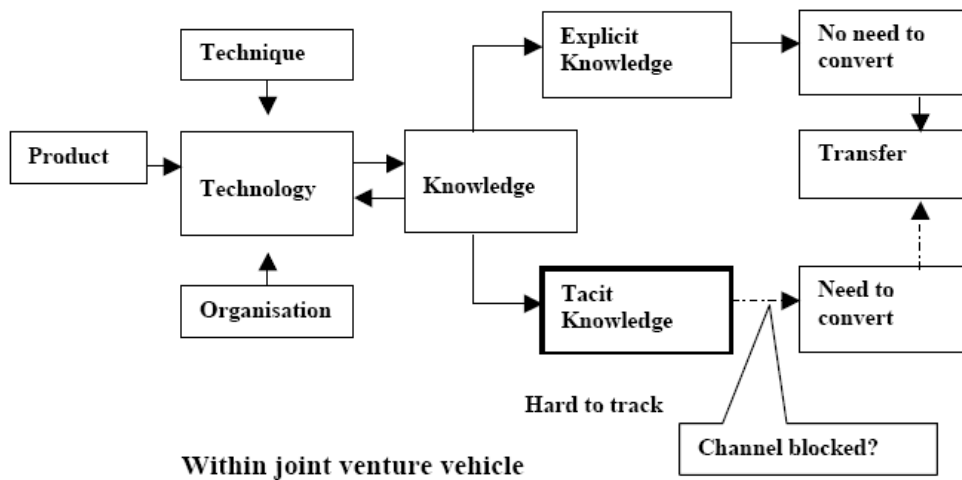 Technique
Explicit
Knowledge
No need to
convert
Product
Technology
Knowledge
Transfer
Organisation
Tacit
Knowledge
Need to
convert
Hard to track
Channel blocked?
Within joint venture vehicle